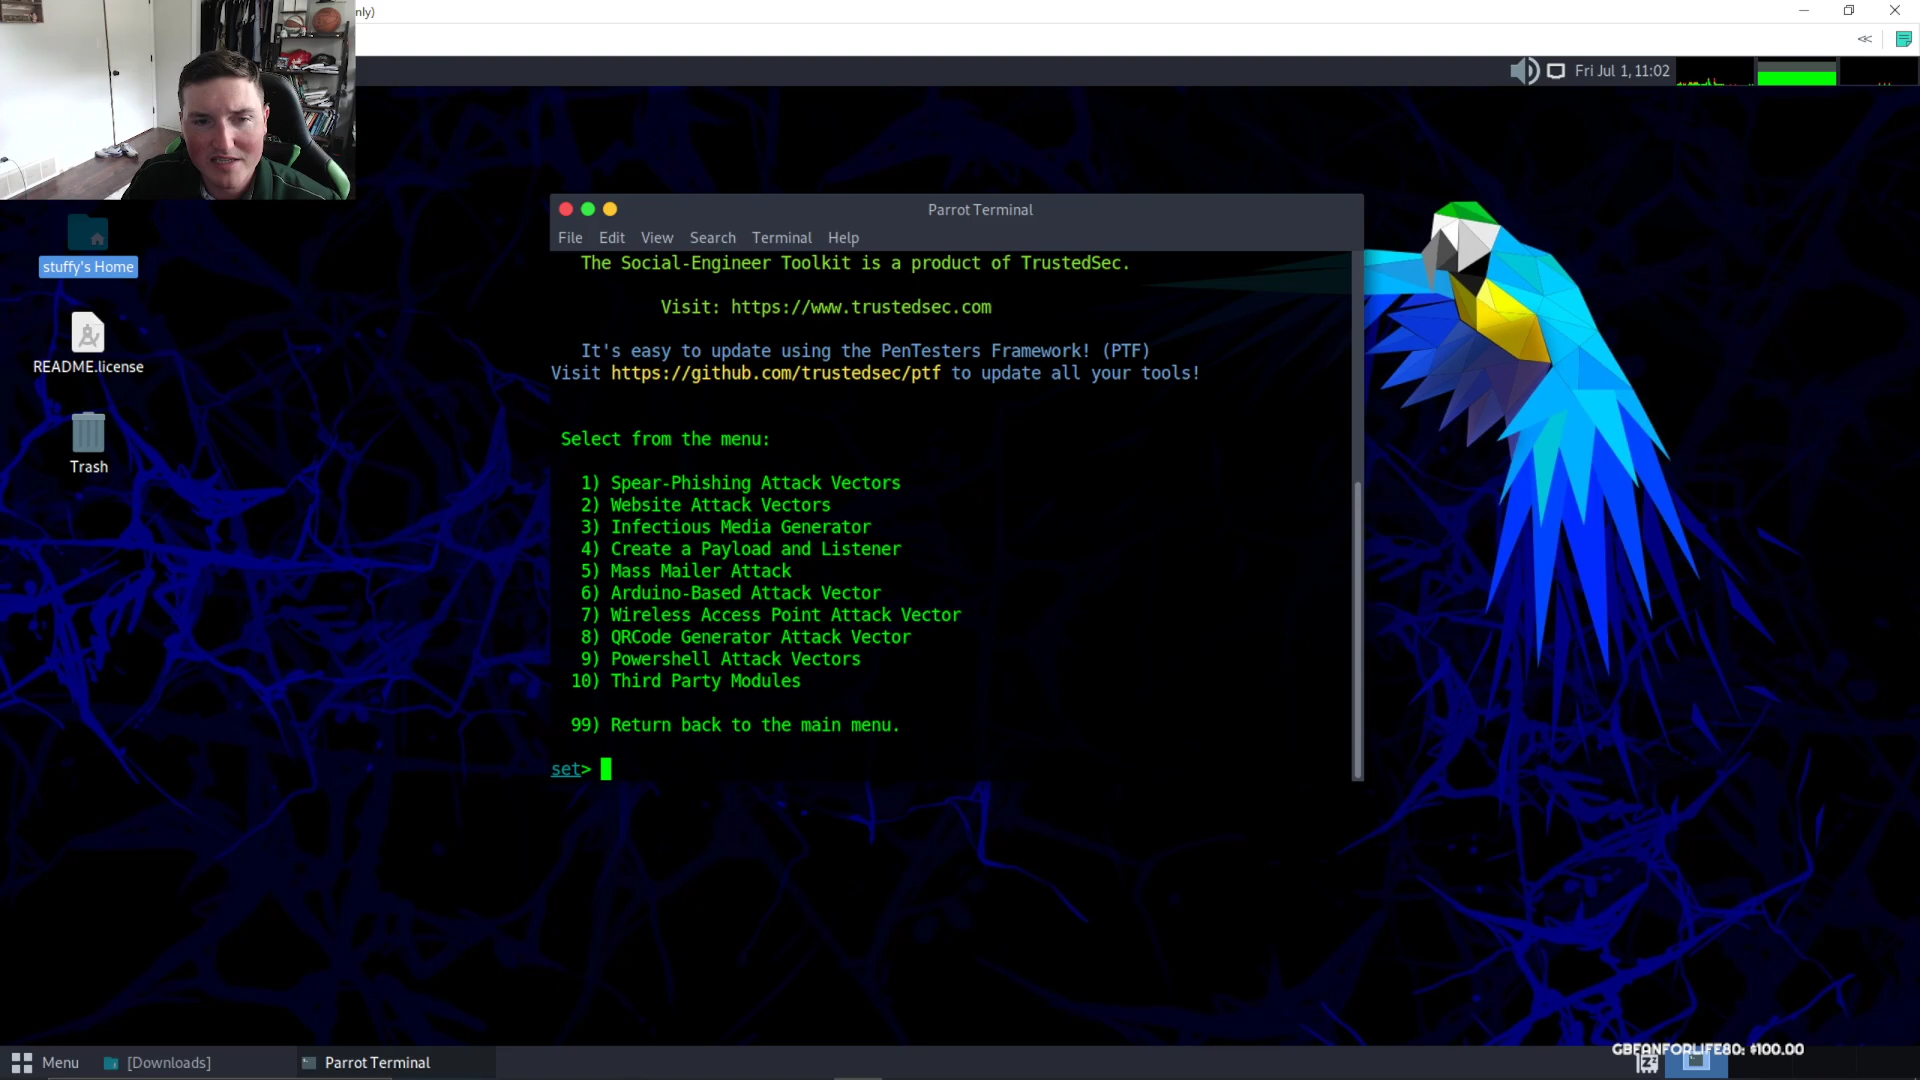 nly)
Fri Jul 1, 11:02
Parrot Terminal
File Edit View Search Terminal Help
The Social-Engineer Toolkit is a product of TrustedSec.
Visit: https://www.trustedsec.com
It's easy to update using the PenTesters Framework! (PTF)
Visit https://github.com/trustedsec/ptf to update all your tools!
Select from the menu:
1) Spear-Phishing Attack Vectors
2) Website Attack Vectors
3) Infectious Media Generator
4) Create a Payload and Listener
5) Mass Mailer Attack
6) Arduino-Based Attack Vector
7) Wireless Access Point Attack Vector
8) QRCode Generator Attack Vector
9) Powershell Attack Vectors
10) Third Party Modules
99) Return back to the main menu.
set>
stuffy's Home
README.license
Trash
Menu
[Downloads]
Parrot Terminal
GBFANFORLIFE80: $100.00